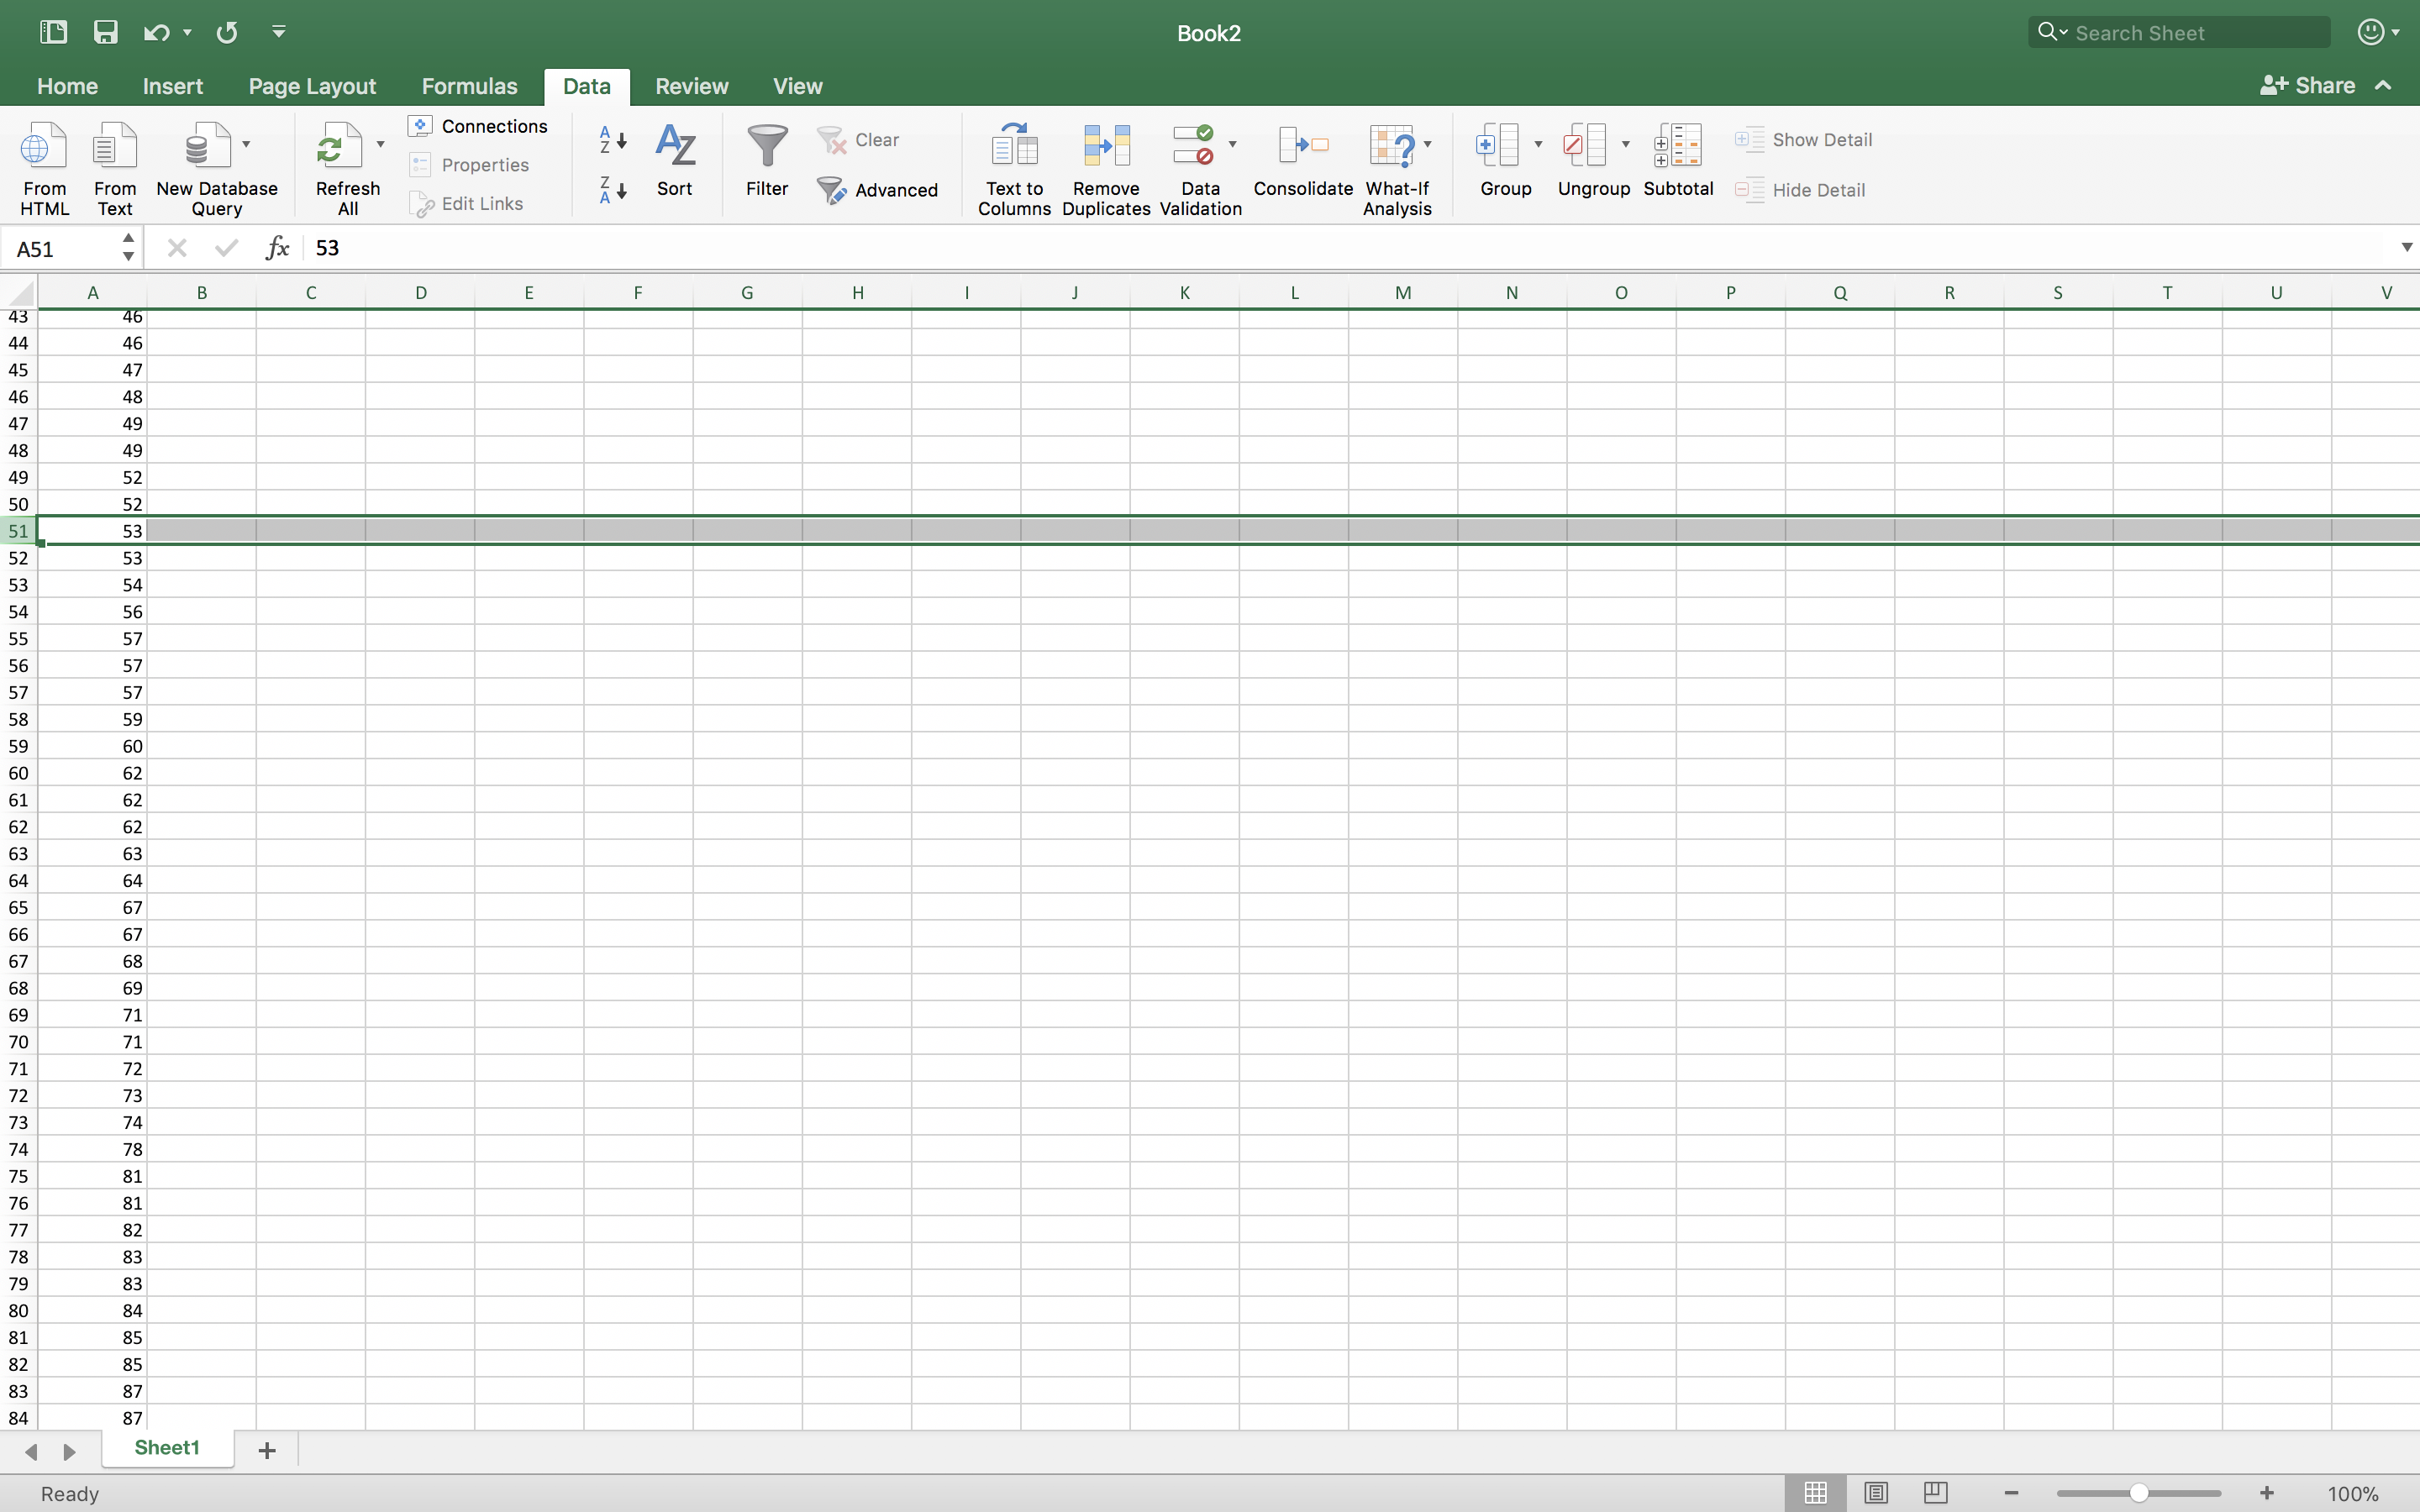 Book2
Search Sheet
Home Insert Page Layout Formulas Data Review View Share
From HTML
From Text
New Database Query
Refresh All
Connections
Properties
Edit Links
A Z
Z A
AZ
Sort
Filter
Clear
Advanced
Text to Columns
Remove Duplicates
Data Validation
Consolidate
What-If Analysis
Group
Ungroup
Subtotal
Show Detail
Hide Detail
A51 fx 53
A B C D E F G H I J K L M N O P Q R S T U V
43 46
44 46
45 47
46 48
47 49
48 49
49 52
50 52
51 53
52 53
53 54
54 56
55 57
56 57
57 57
58 59
59 60
60 62
61 62
62 62
63 63
64 64
65 67
66 67
67 68
68 69
69 71
70 71
71 72
72 73
73 74
74 78
75 81
76 81
77 82
78 83
79 83
80 84
81 85
82 85
83 87
84 87
Sheet1 +
Ready 100%